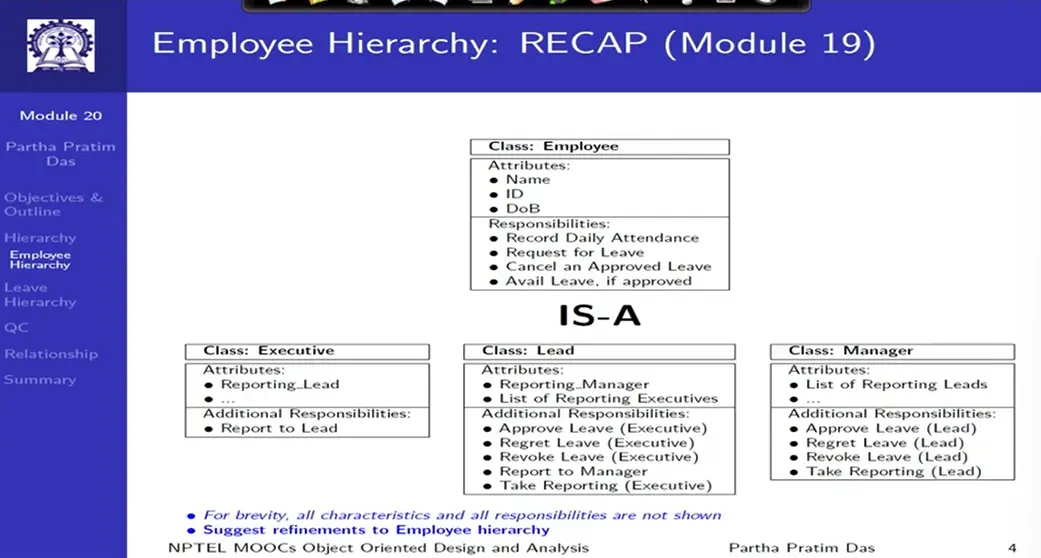 Employee Hierarchy: RECAP (Module 19)
Module 20
Partha Pratim
Das
Objectives &
Outline
Hierarchy
Employee
Hierarchy
Leave
Hierarchy
QC
Relationship
Summary
Class: Employee
Attributes:
• Name
• ID
• DoB
Responsibilities:
• Record Daily Attendance
• Request for Leave
• Cancel an Approved Leave
• Avail Leave, if approved
IS-A
Class: Executive
Attributes:
• Reporting_Lead
• ...
Additional Responsibilities:
• Report to Lead
Class: Lead
Attributes:
• Reporting_Manager
• List of Reporting Executives
Additional Responsibilities:
• Approve Leave (Executive)
• Regret Leave (Executive)
• Revoke Leave (Executive)
• Report to Manager
• Take Reporting (Executive)
Class: Manager
Attributes:
• List of Reporting Leads
• ...
Additional Responsibilities:
• Approve Leave (Lead)
• Regret Leave (Lead)
• Revoke Leave (Lead)
• Take Reporting (Lead)
• For brevity, all characteristics and all responsibilities are not shown
• Suggest refinements to Employee hierarchy
NPTEL MOOCs Object Oriented Design and Analysis Partha Pratim Das 4